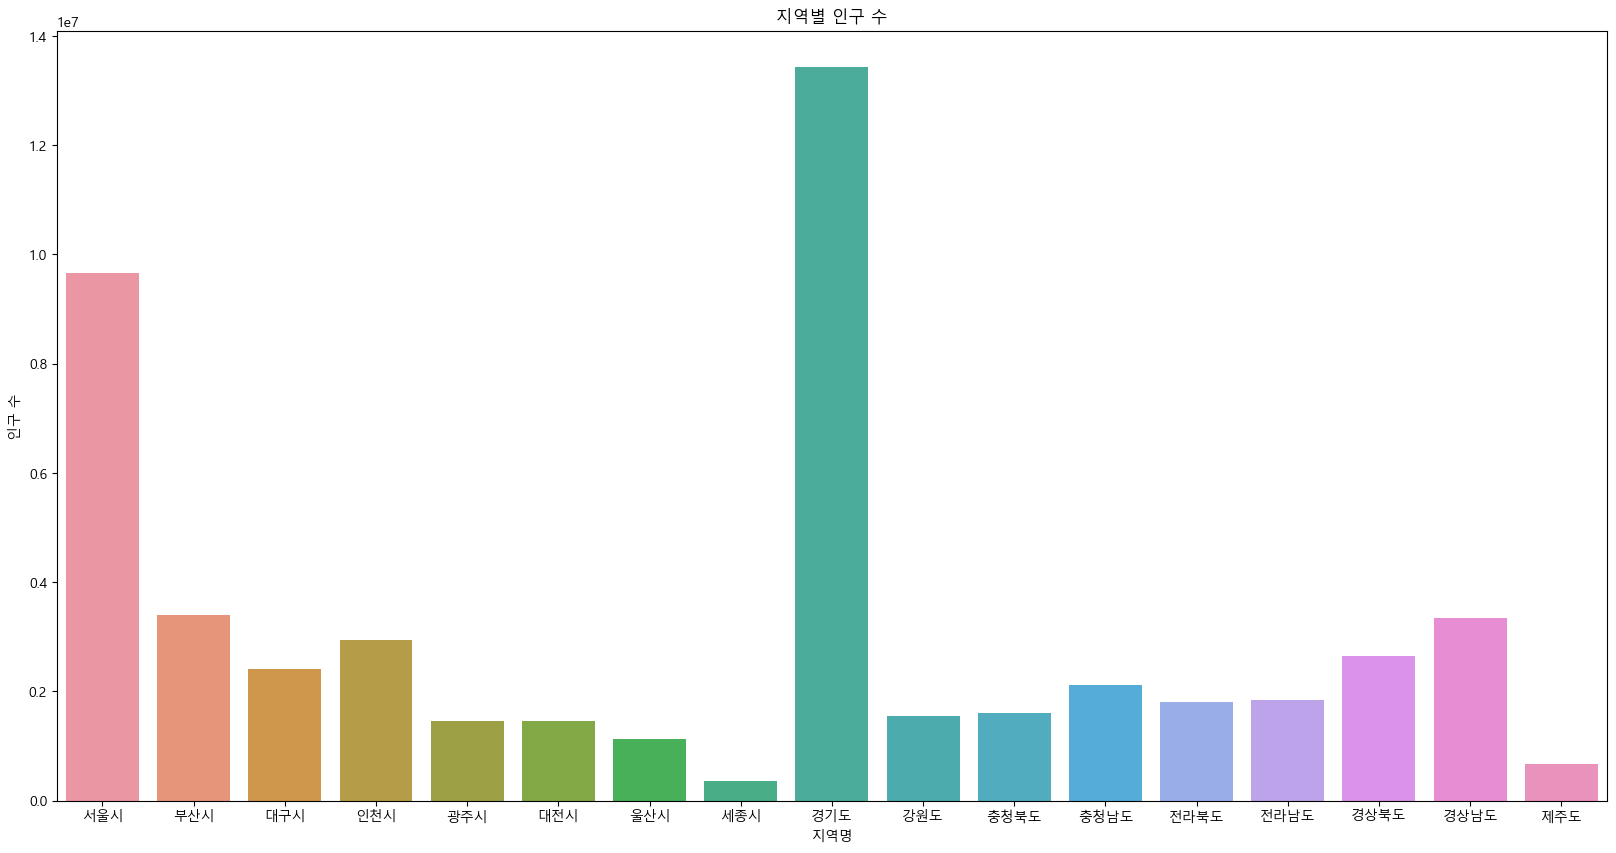 지역별 인구 수
1e7
1.4
1.2
1.0
0.8
0.6
0.4
0.2
0.0
인구 수
서울시 부산시 대구시 인천시 광주시 대전시 울산시 세종시 경기도 강원도 충청북도 충청남도 전라북도 전라남도 경상북도 경상남도 제주도
지역명